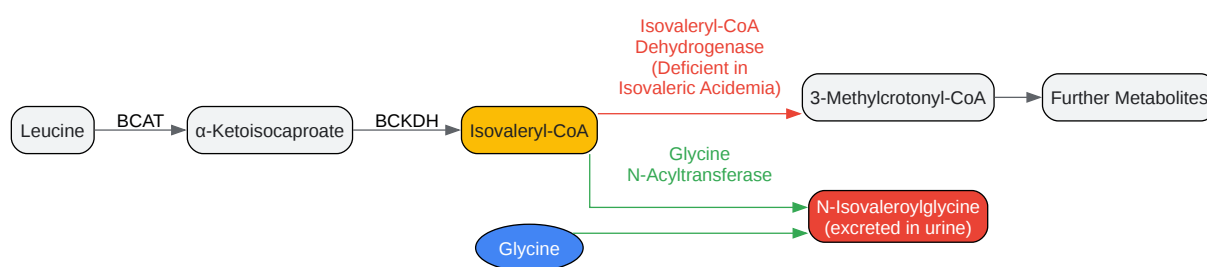 Leucine
BCAT
α-Ketoisocaproate
BCKDH
Isovaleryl-CoA
Isovaleryl-CoA
Dehydrogenase
(Deficient in
Isovaleric Acidemia)
3-Methylcrotonyl-CoA
Further Metabolites
Glycine
N-Acyltransferase
Glycine
N-Isovaleroylglycine
(excreted in urine)